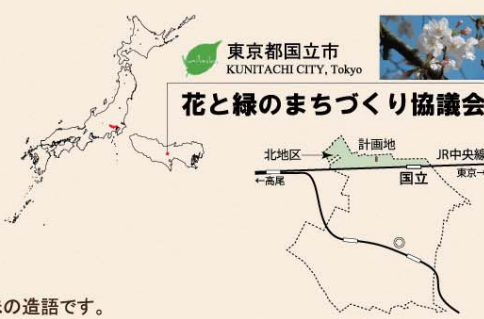 東京都国立市
KUNITACHI CITY, Tokyo
花と緑のまちづくり協議会
北地区
計画地
JR中央線
←高尾
国立
東京→
の造語です。